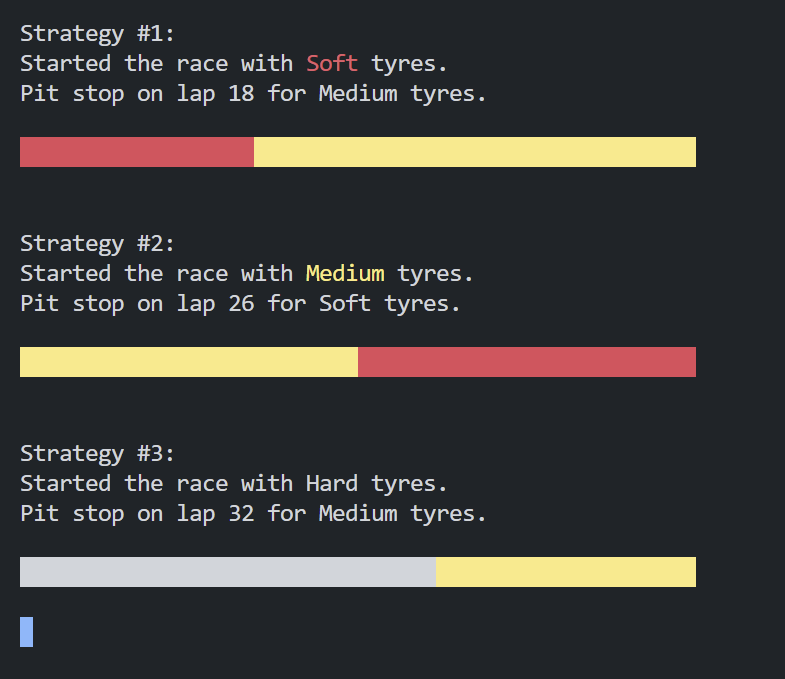 Strategy #1:
Started the race with Soft tyres.
Pit stop on lap 18 for Medium tyres.
Strategy #2:
Started the race with Medium tyres.
Pit stop on lap 26 for Soft tyres.
Strategy #3:
Started the race with Hard tyres.
Pit stop on lap 32 for Medium tyres.